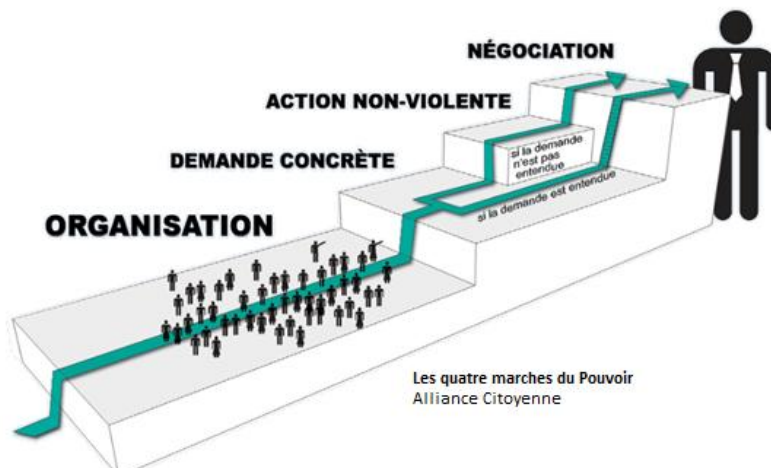 NÉGOCIATION
ACTION NON-VIOLENTE
si la demande
n'est pas
entendue
DEMANDE CONCRÈTE
si la demande est entendue
ORGANISATION
Les quatre marches du Pouvoir
Alliance Citoyenne